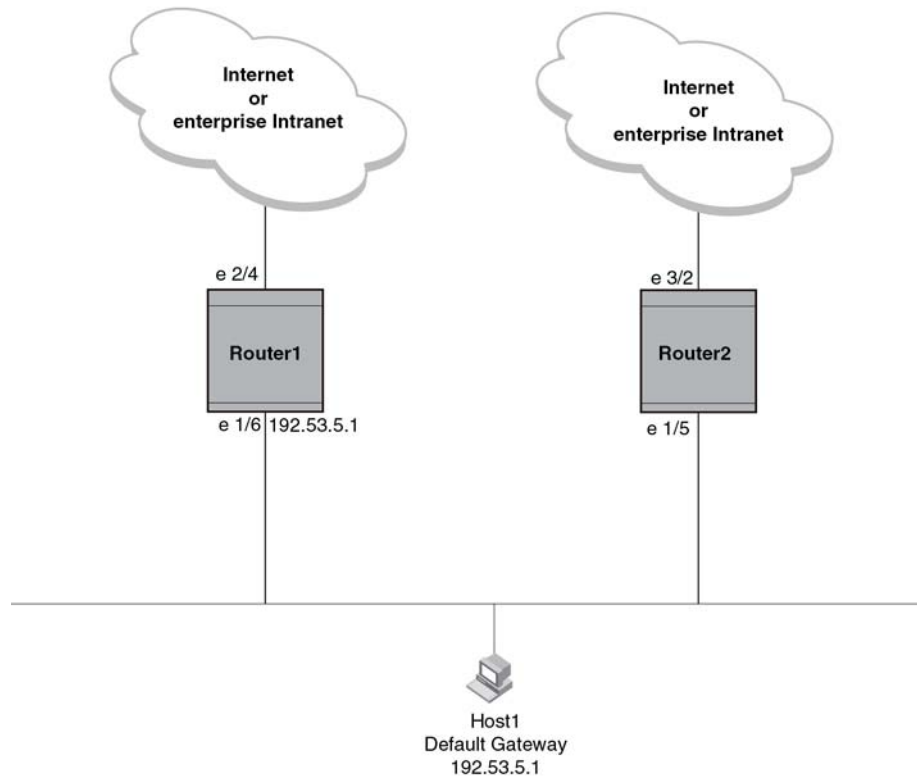 Internet
or
enterprise Intranet
Internet
or
enterprise Intranet
e 2/4
e 3/2
Router1
Router2
e 1/6 192.53.5.1
e 1/5
Host1
Default Gateway
192.53.5.1